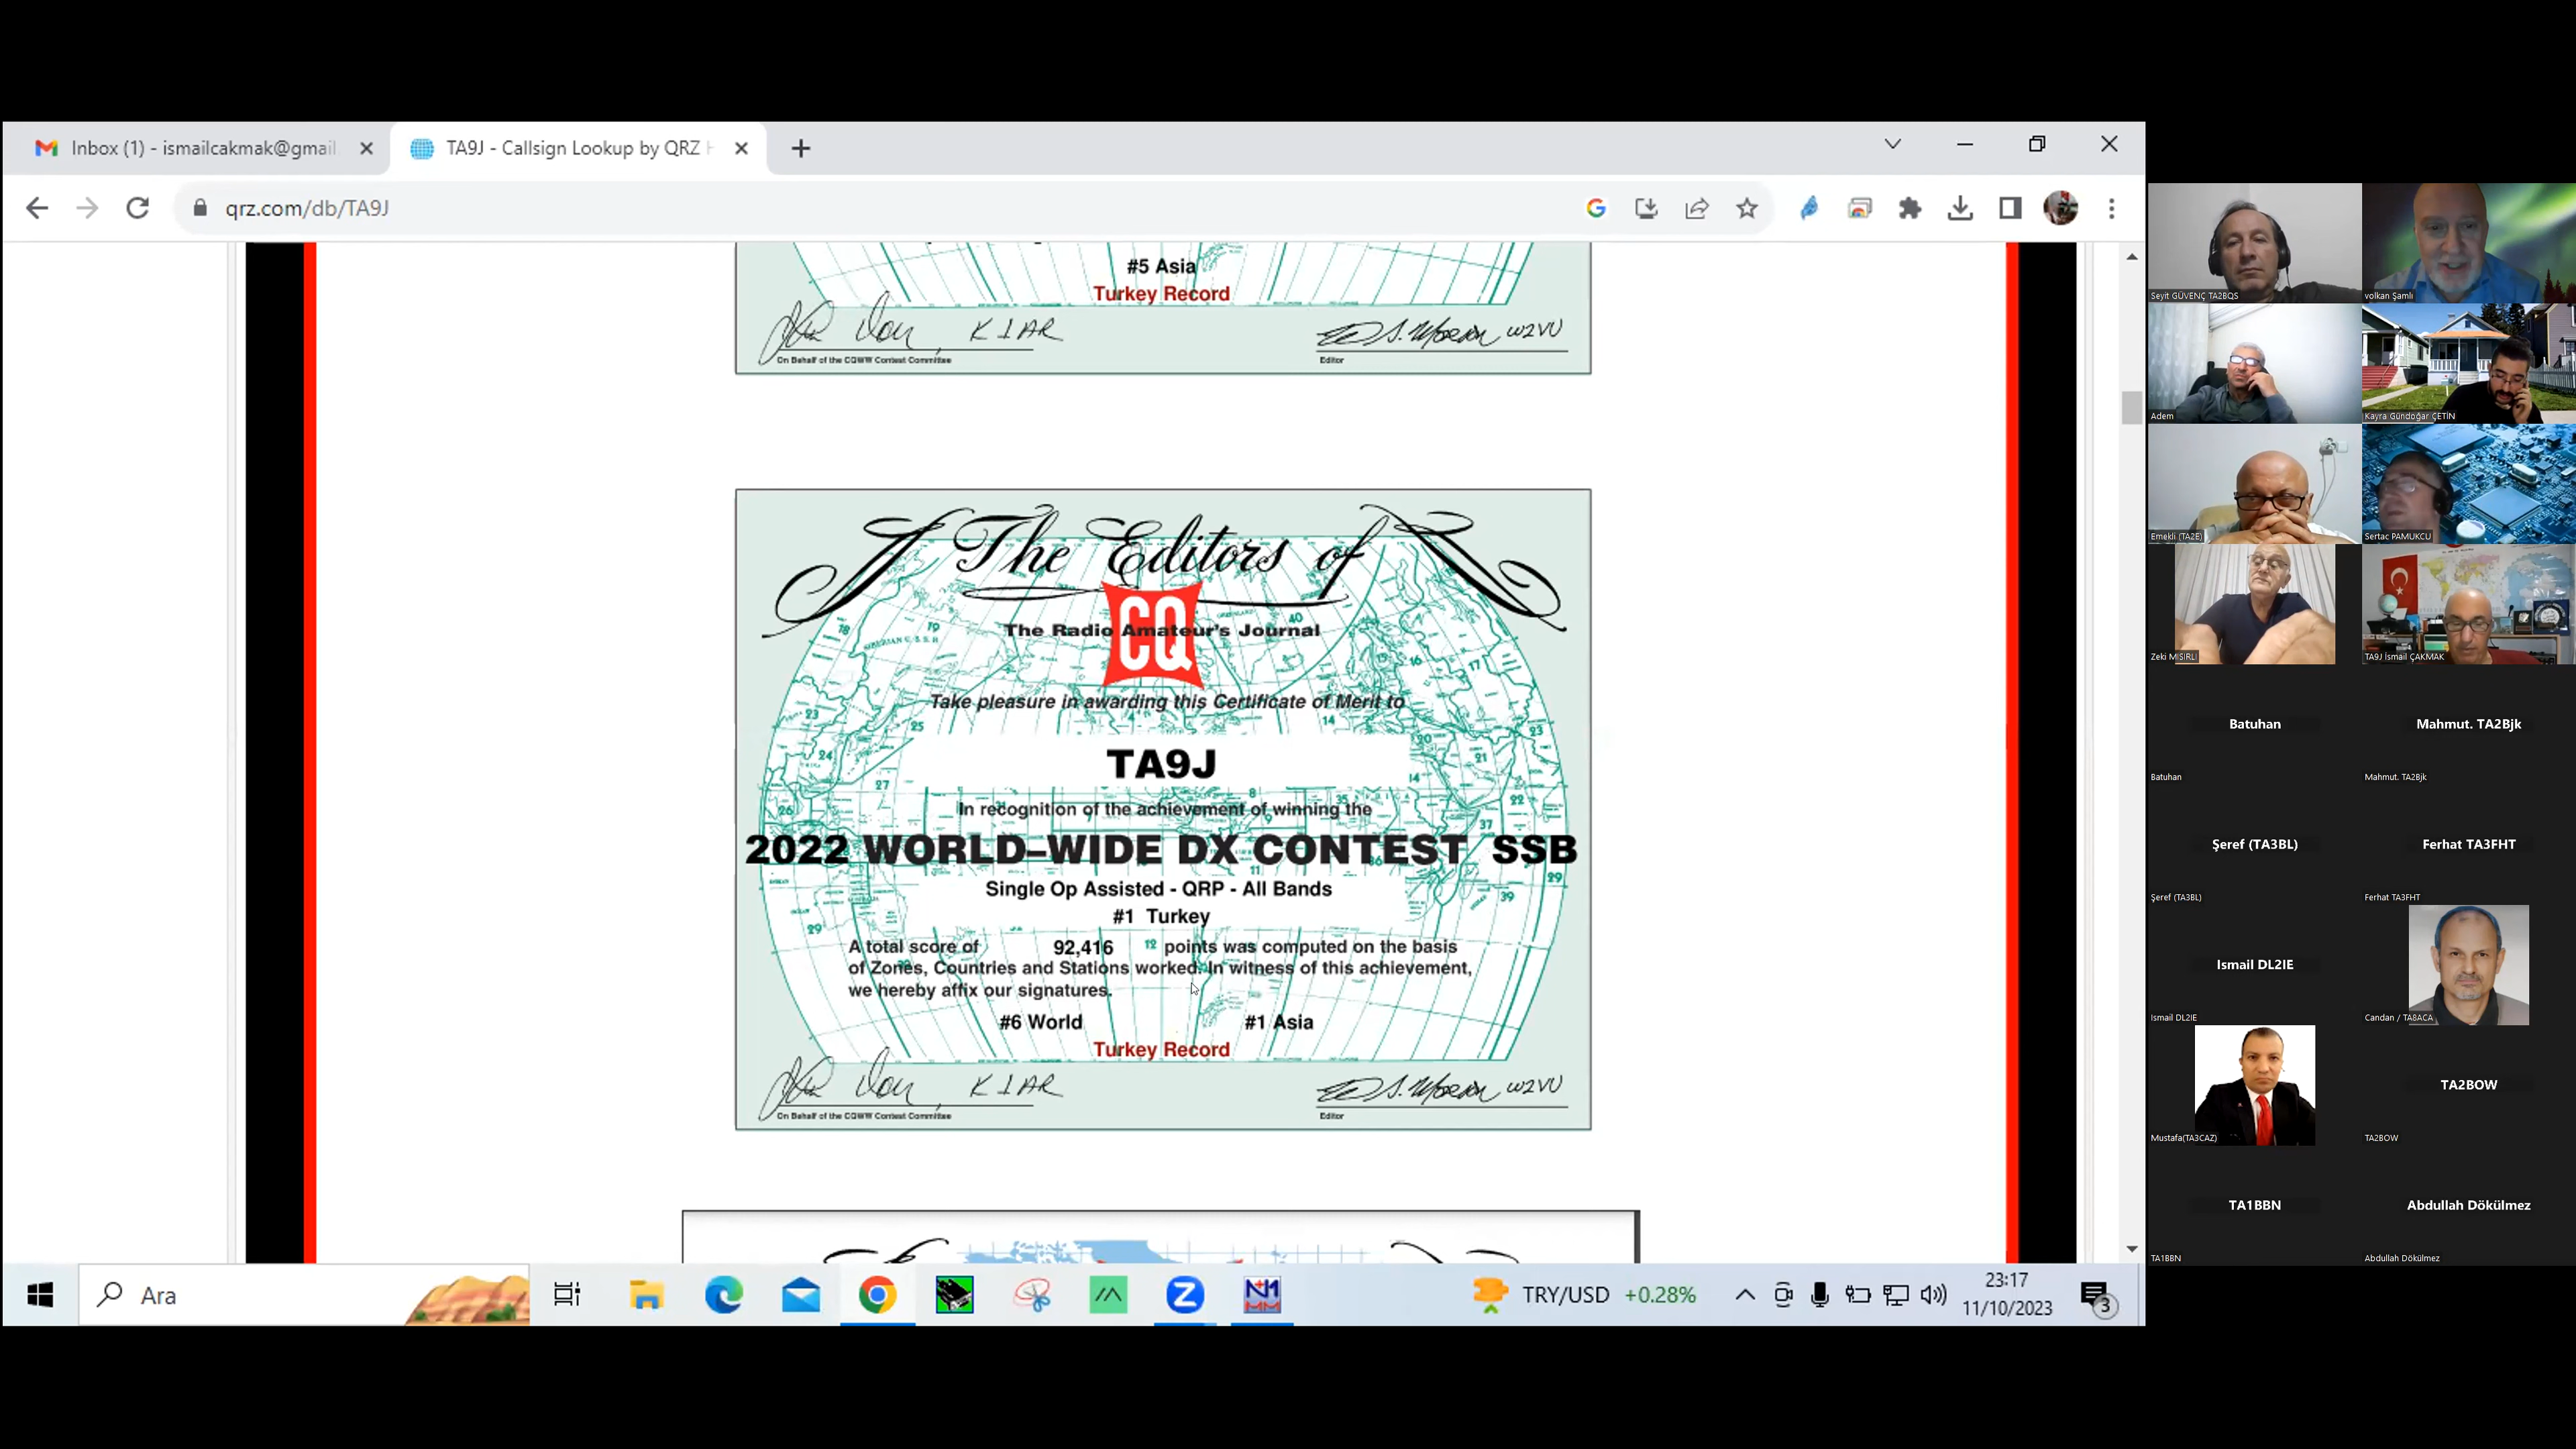 Inbox (1) - ismailcakmak@gmail.
TA9J - Callsign Lookup by QRZ H
qrz.com/db/TA9J
#5 Asia
Turkey Record
K1AR
W2VU
On Behalf of the CQWW Contest Committee
Editor
The Editors of
CQ
The Radio Amateur's Journal
Take pleasure in awarding this Certificate of Merit to
TA9J
In recognition of the achievement of winning the
2022 WORLD-WIDE DX CONTEST SSB
Single Op Assisted - QRP - All Bands
#1 Turkey
A total score of 92,416 points was computed on the basis
of Zones, Countries and Stations worked. In witness of this achievement,
we hereby affix our signatures.
#6 World #1 Asia
Turkey Record
K1AR
W2VU
On Behalf of the CQWW Contest Committee
Editor
Ara
N1MM
TRY/USD +0.28%
23:17
11/10/2023
3
Seyit GÜVENÇ TA2BQS
volkan Şamlı
Adem
Kayra Gündoğar ÇETİN
Emekli (TA2E)
Sertac PAMUKCU
Zeki MISIRLI
TA9J İsmail ÇAKMAK
Batuhan
Mahmut. TA2Bjk
Batuhan
Mahmut. TA2Bjk
Şeref (TA3BL)
Ferhat TA3FHT
Şeref (TA3BL)
Ferhat TA3FHT
Ismail DL2IE
Ismail DL2IE
Candan / TA8ACA
Mustafa(TA3CAZ)
TA2BOW
TA2BOW
TA1BBN
Abdullah Dökülmez
TA1BBN
Abdullah Dökülmez